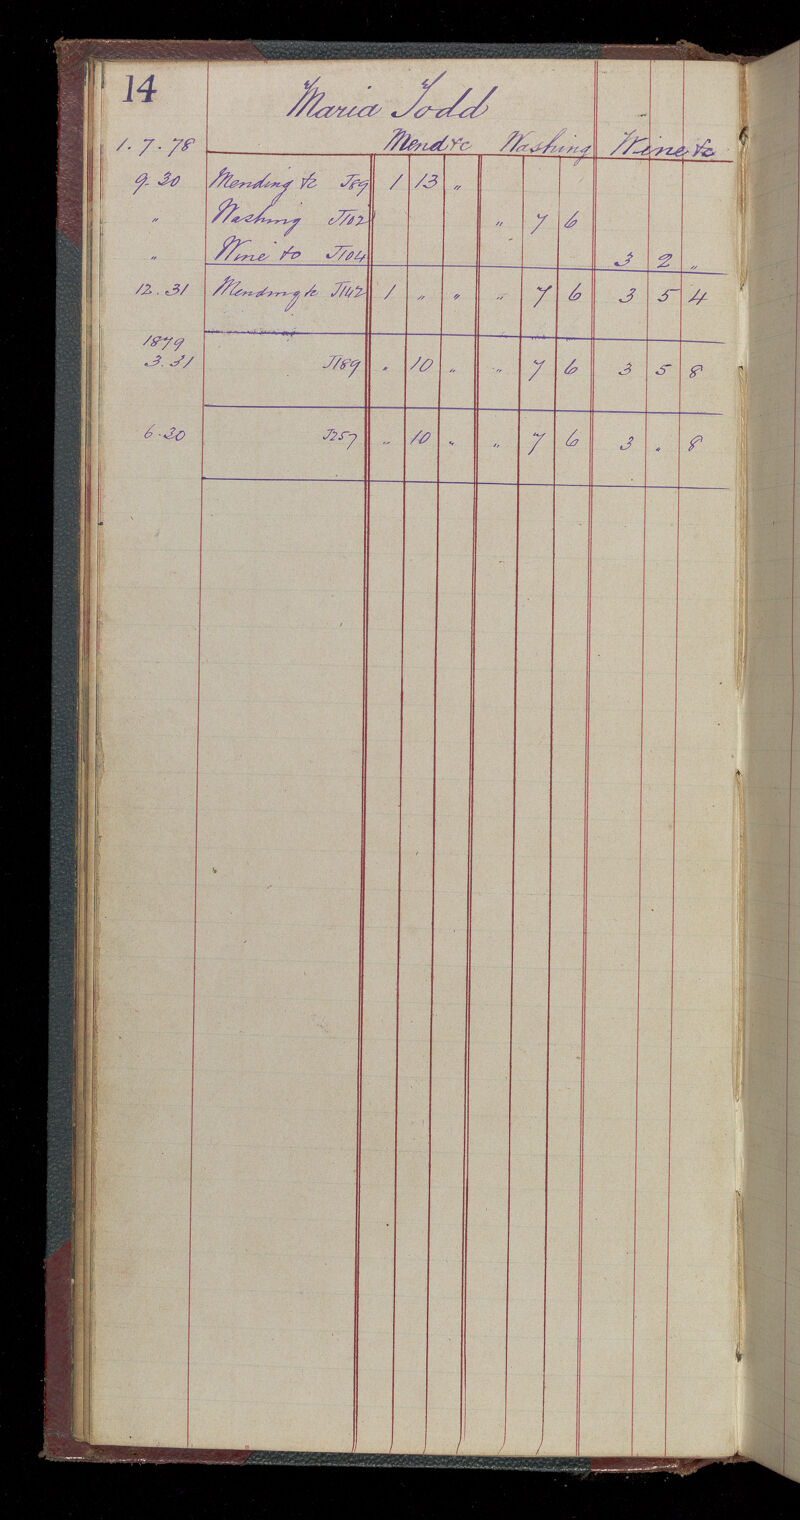 14
Maria Todd
1. 7. 78 Mend &c Washing Wine &c
9. 30 Mending &c J89 1 13 "
" Washing J102 " 7 6
" Wine &c J104 3 2 "
12. 31 Mending &c J142 1 " " " 7 6 3 5 4
1879
3. 31 J189 " 10 " " 7 6 3 5 8
6. 30 J257 " 10 " " 7 6 3 " 8